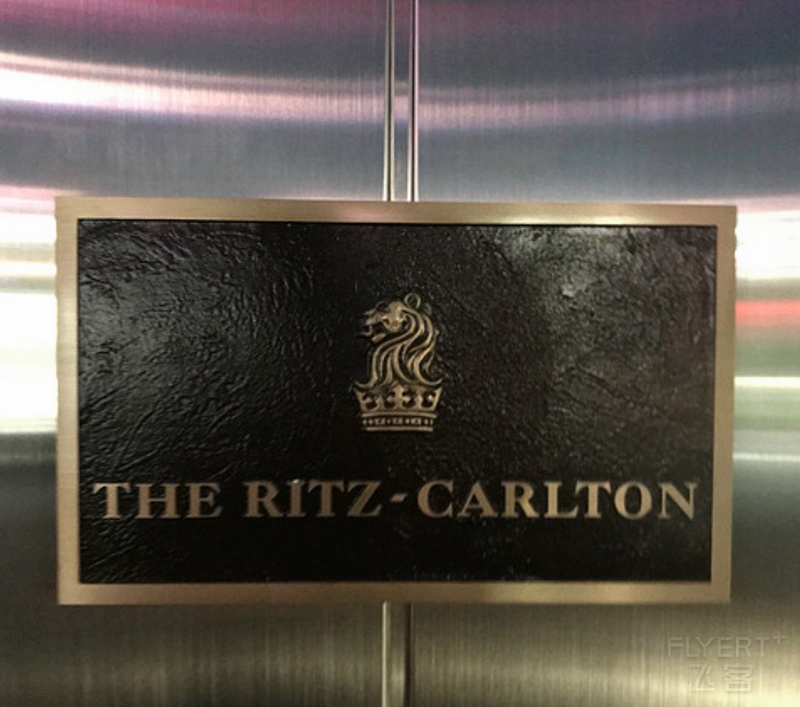 THE RITZ-CARLTON
FLYERT+
飞客